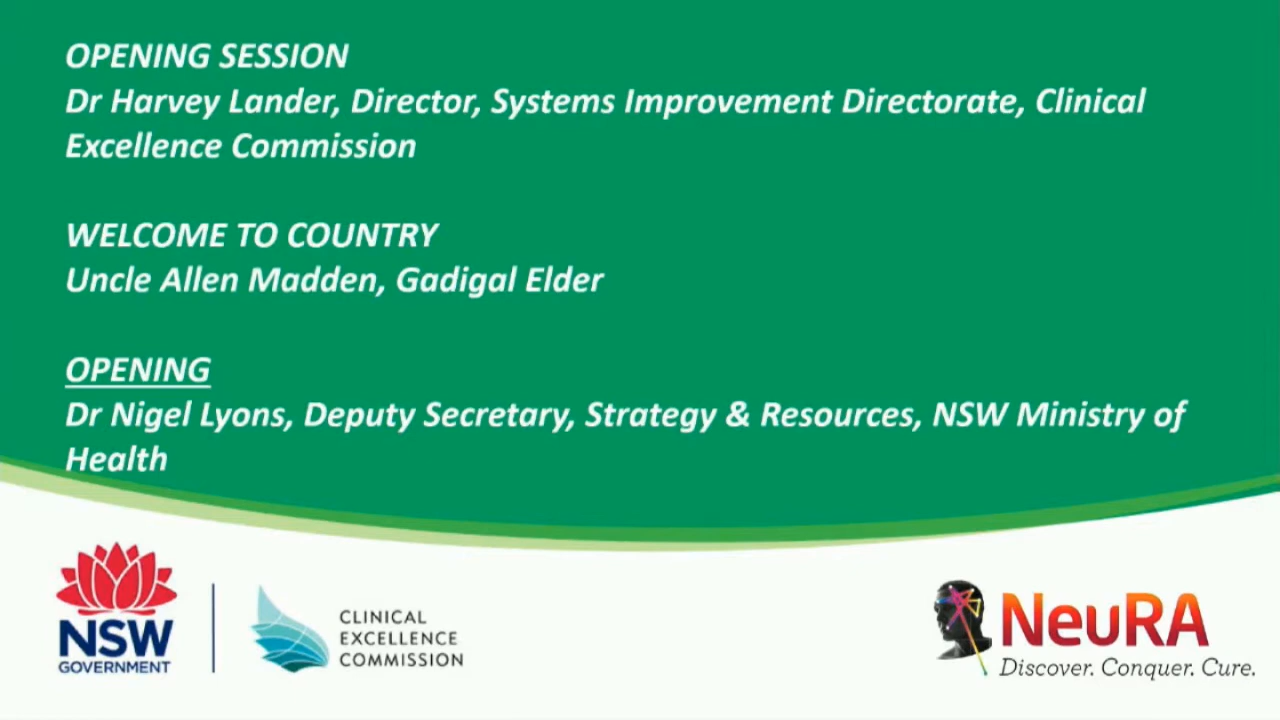 OPENING SESSION
Dr Harvey Lander, Director, Systems Improvement Directorate, Clinical
Excellence Commission
WELCOME TO COUNTRY
Uncle Allen Madden, Gadigal Elder
OPENING
Dr Nigel Lyons, Deputy Secretary, Strategy & Resources, NSW Ministry of
Health
NSW
GOVERNMENT
CLINICAL
EXCELLENCE
COMMISSION
NeuRA
Discover. Conquer. Cure.